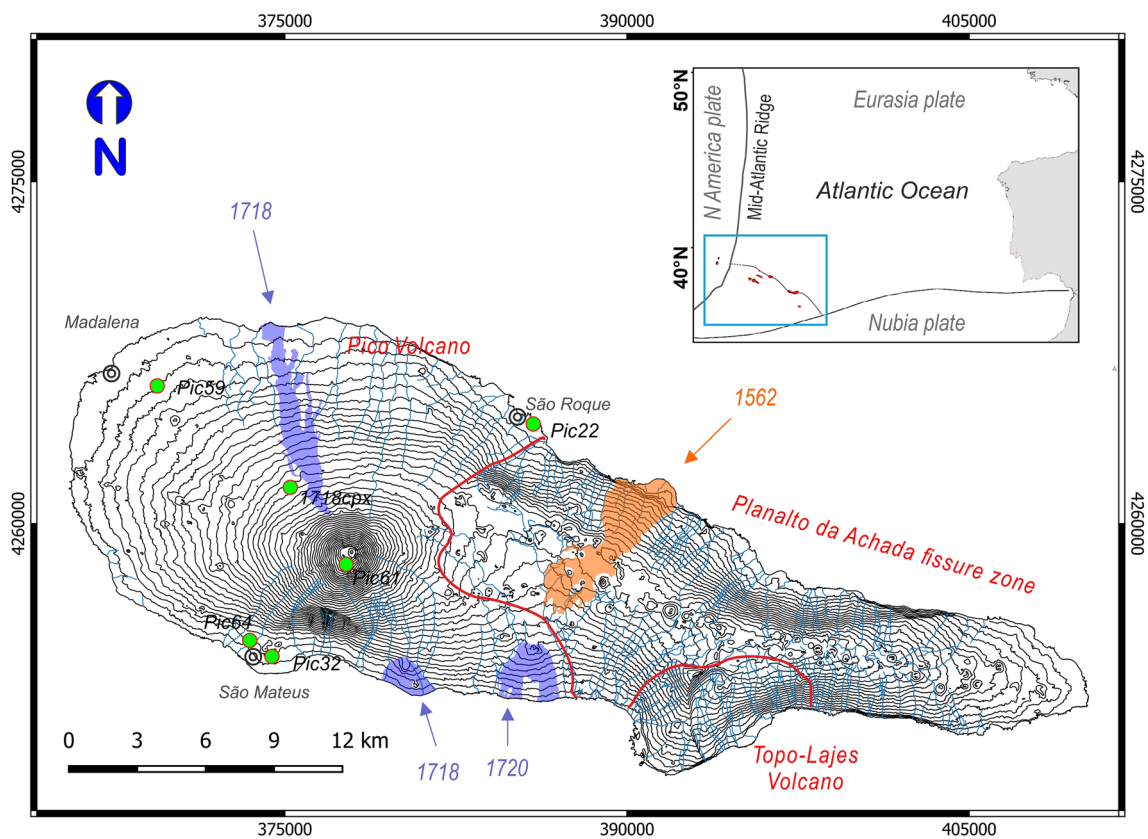 375000
390000
405000
4275000
4260000
N
1718
Madalena
Pico Volcano
Pic59
São Roque
Pic22
1562
1718cpx
Planalto da Achada fissure zone
Pic61
Pic64
Pic32
São Mateus
1718
1720
Topo-Lajes
Volcano
0 3 6 9 12 km
50°N
40°N
N America plate
Mid-Atlantic Ridge
Eurasia plate
Atlantic Ocean
Nubia plate
A
4275000
4260000
375000
390000
405000